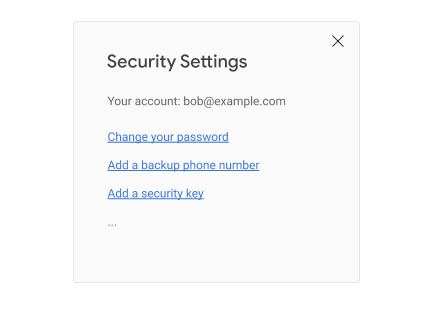 Security Settings
Your account: bob@example.com
Change your password
Add a backup phone number
Add a security key
...